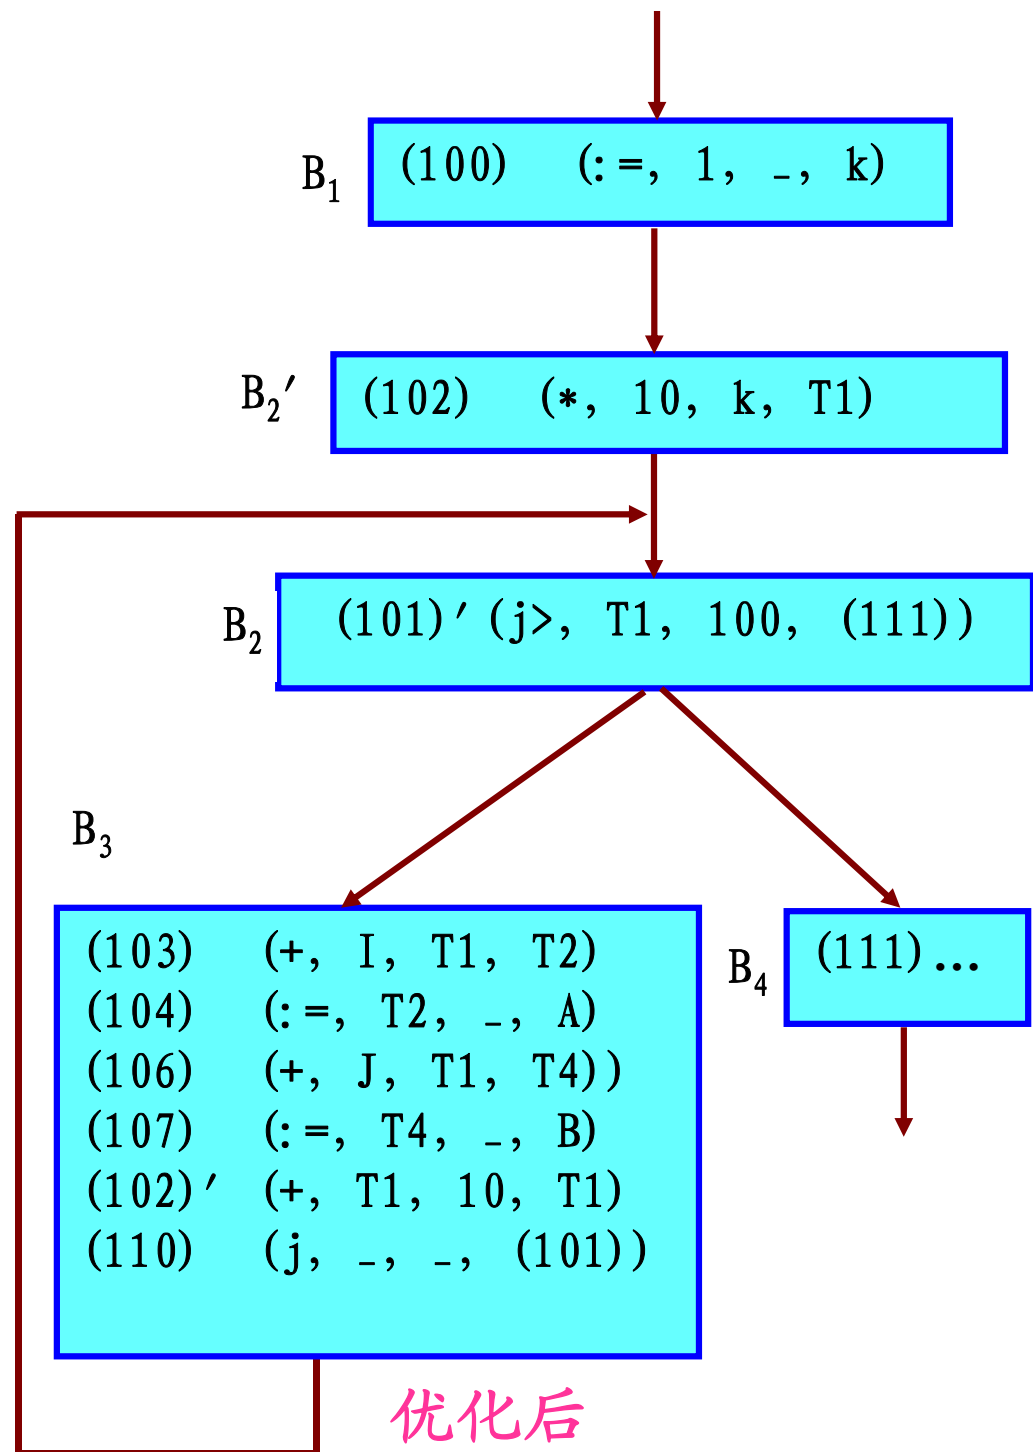 B1
(100) (:=, 1, _, k)
B2′
(102) (*, 10, k, T1)
B2
(101)′(j>, T1, 100, (111))
B3
(103) (+, I, T1, T2)
(104) (:=, T2, _, A)
(106) (+, J, T1, T4))
(107) (:=, T4, _, B)
(102)′ (+, T1, 10, T1)
(110) (j, _, _, (101))
B4
(111)…
优化后